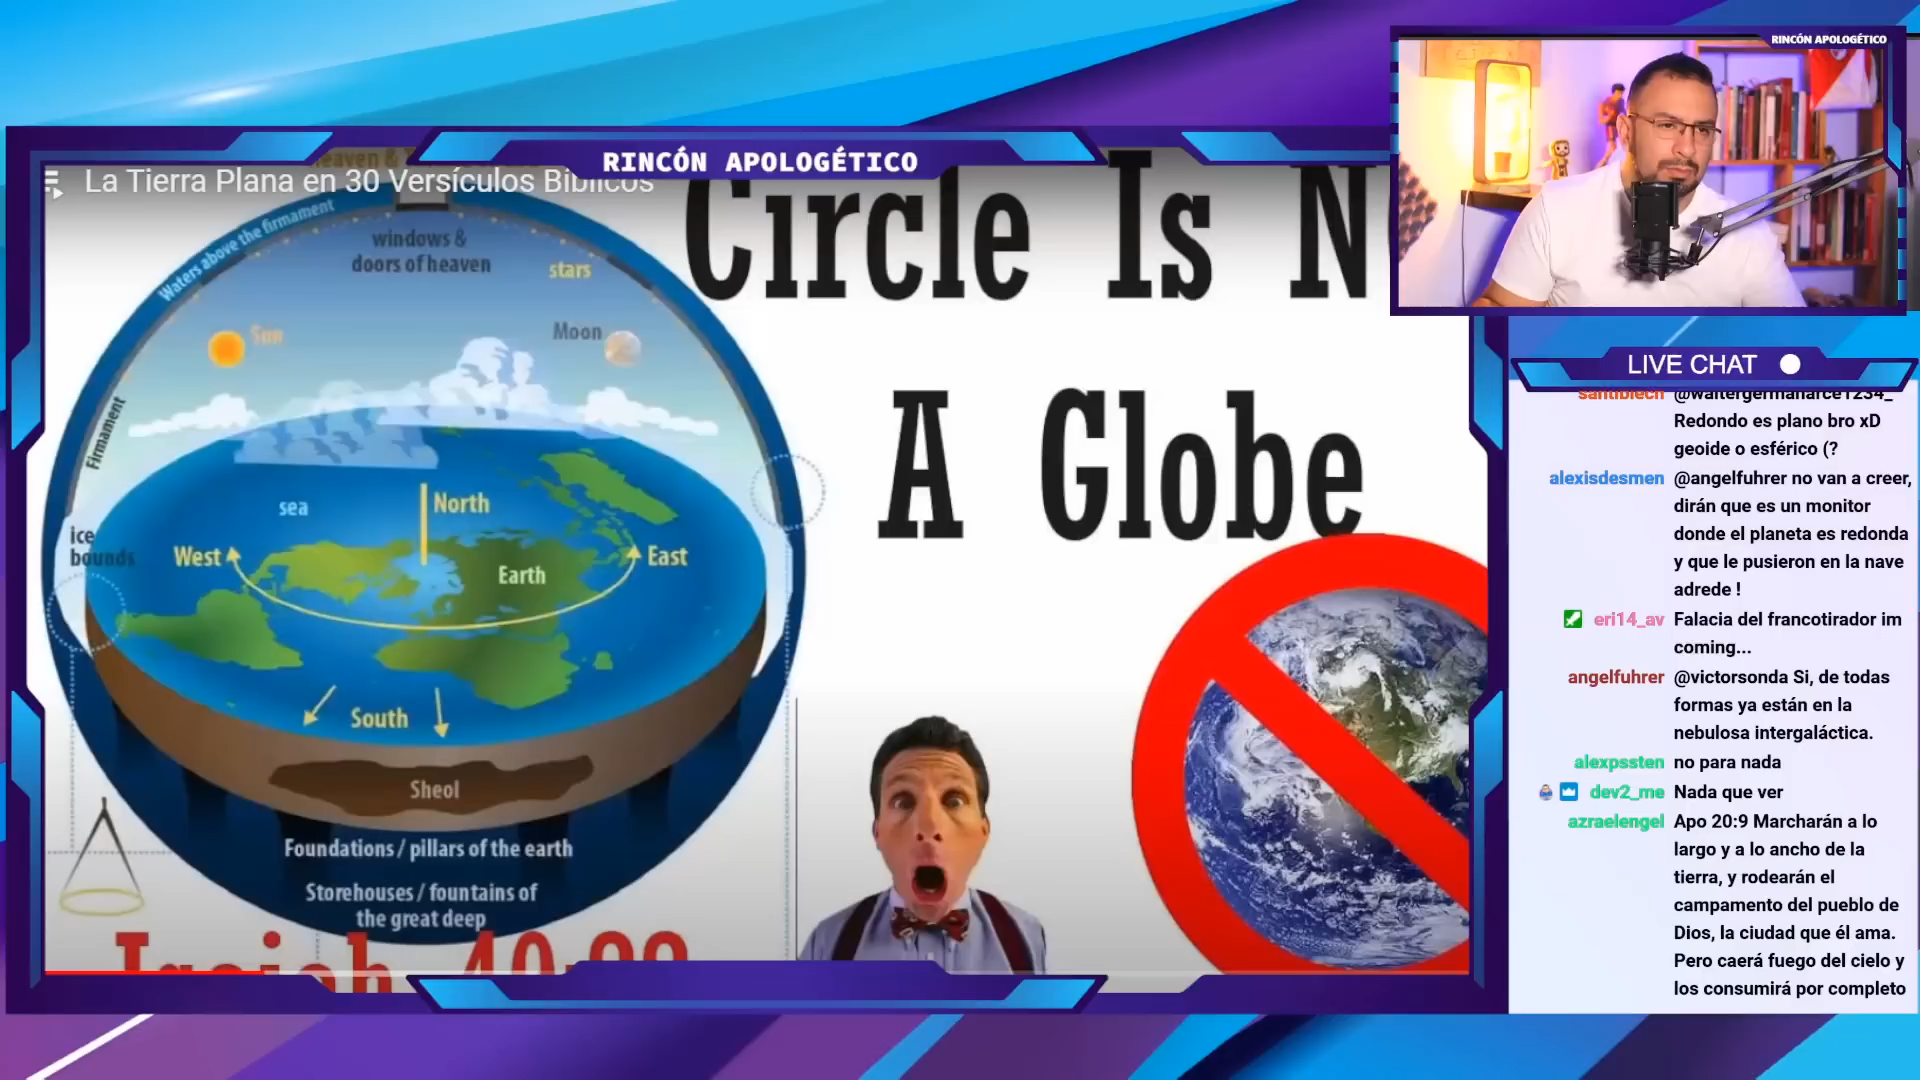 RINCÓN APOLOGÉTICO
RINCÓN APOLOGÉTICO
La Tierra Plana en 30 Versículos Bíblicos
Circle Is N
A Globe
Waters above the firmament
windows &
doors of heaven
stars
Sun
Moon
Firmament
sea
North
ice
bounds
West
East
Earth
South
Sheol
Foundations / pillars of the earth
Storehouses / fountains of
the great deep
Isaiah 40:22
LIVE CHAT
santiblech @waltergermanarce1234_
Redondo es plano bro xD
geoide o esférico (?
alexisdesmen @angelfuhrer no van a creer,
dirán que es un monitor
donde el planeta es redonda
y que le pusieron en la nave
adrede !
eri14_av Falacia del francotirador im
coming...
angelfuhrer @victorsonda Si, de todas
formas ya están en la
nebulosa intergaláctica.
alexpssten no para nada
dev2_me Nada que ver
azraelengel Apo 20:9 Marcharán a lo
largo y a lo ancho de la
tierra, y rodearán el
campamento del pueblo de
Dios, la ciudad que él ama.
Pero caerá fuego del cielo y
los consumirá por completo